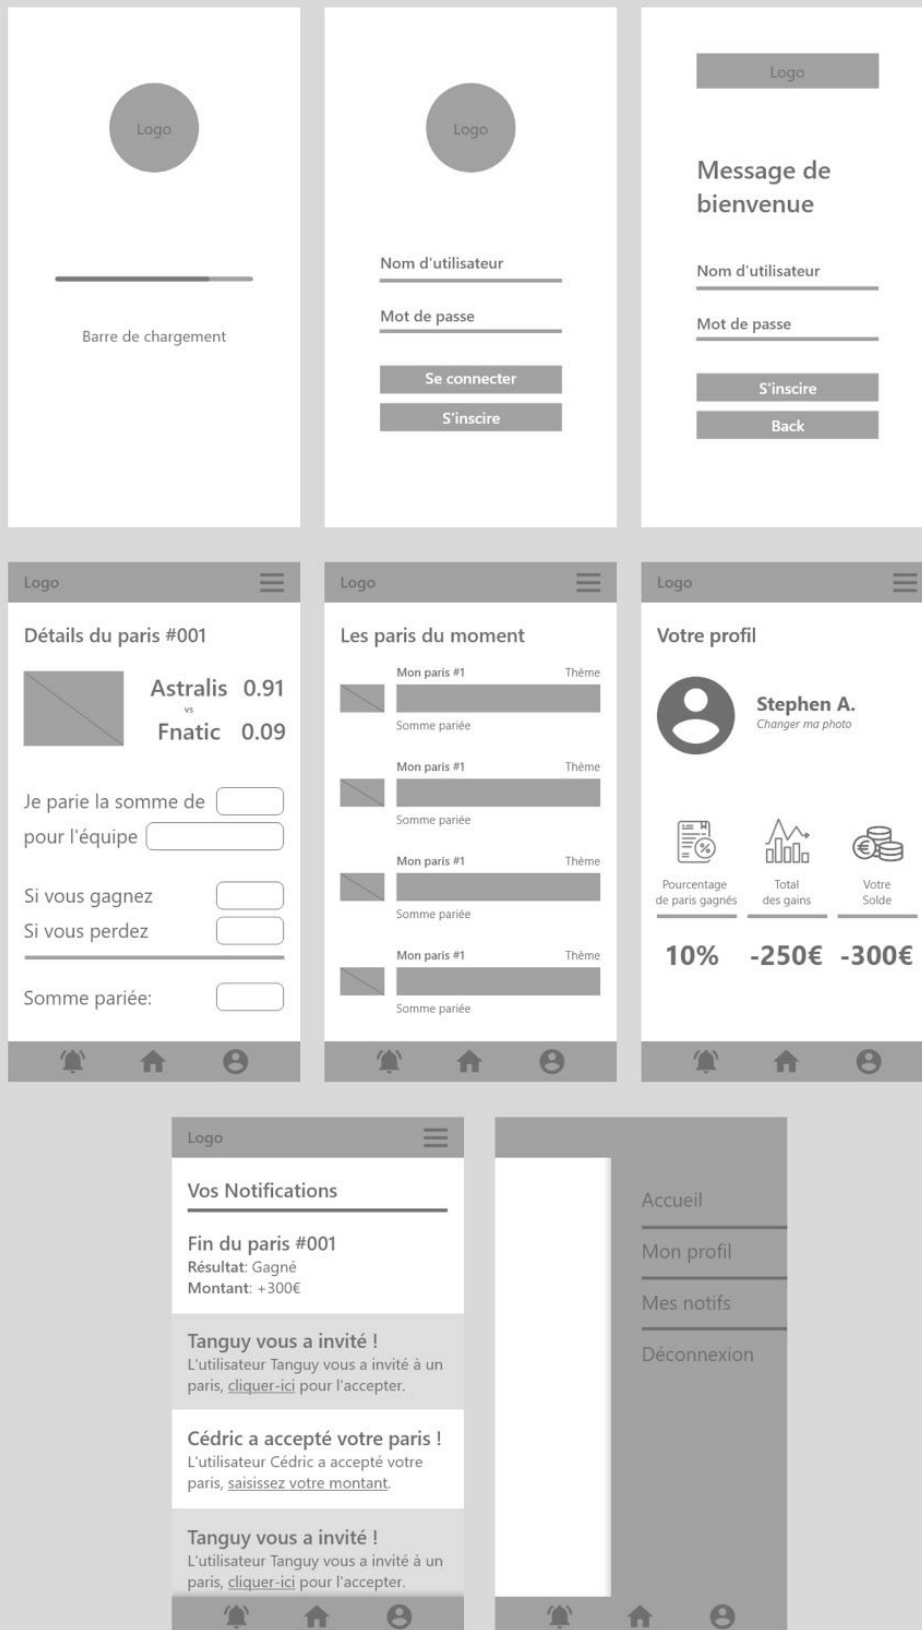 Logo
Barre de chargement
Logo
Nom d'utilisateur
Mot de passe
Se connecter
S'inscire
Logo
Message de
bienvenue
Nom d'utilisateur
Mot de passe
S'inscire
Back
Logo
Détails du paris #001
Astralis 0.91
vs
Fnatic 0.09
Je parie la somme de
pour l'équipe
Si vous gagnez
Si vous perdez
Somme pariée:
Logo
Les paris du moment
Mon paris #1 Thème
Somme pariée
Mon paris #1 Thème
Somme pariée
Mon paris #1 Thème
Somme pariée
Mon paris #1 Thème
Somme pariée
Logo
Votre profil
Stephen A.
Changer ma photo
Pourcentage
de paris gagnés
Total
des gains
Votre
Solde
10% -250€ -300€
Logo
Vos Notifications
Fin du paris #001
Résultat: Gagné
Montant: +300€
Tanguy vous a invité !
L'utilisateur Tanguy vous a invité à un
paris, cliquer-ici pour l'accepter.
Cédric a accepté votre paris !
L'utilisateur Cédric a accepté votre
paris, saisissez votre montant.
Tanguy vous a invité !
L'utilisateur Tanguy vous a invité à un
paris, cliquer-ici pour l'accepter.
Accueil
Mon profil
Mes notifs
Déconnexion